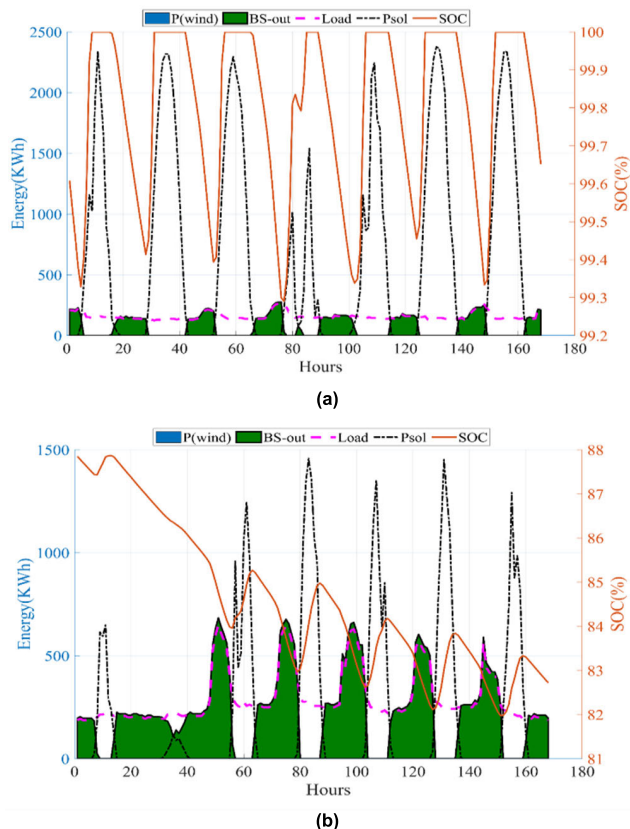 P(wind) BS-out Load Psol SOC
2500 100
99.9
2000 99.8
99.7
1500
99.6
1000 99.5
99.4
500
99.3
0 99.2
0 20 40 60 80 100 120 140 160 180
Energy(KWh)
SOC(%)
Hours
(a)
P(wind) BS-out Load Psol SOC
1500 88
87
1000 86
85
84
500 83
82
0 81
0 20 40 60 80 100 120 140 160 180
Energy(KWh)
SOC(%)
Hours
(b)